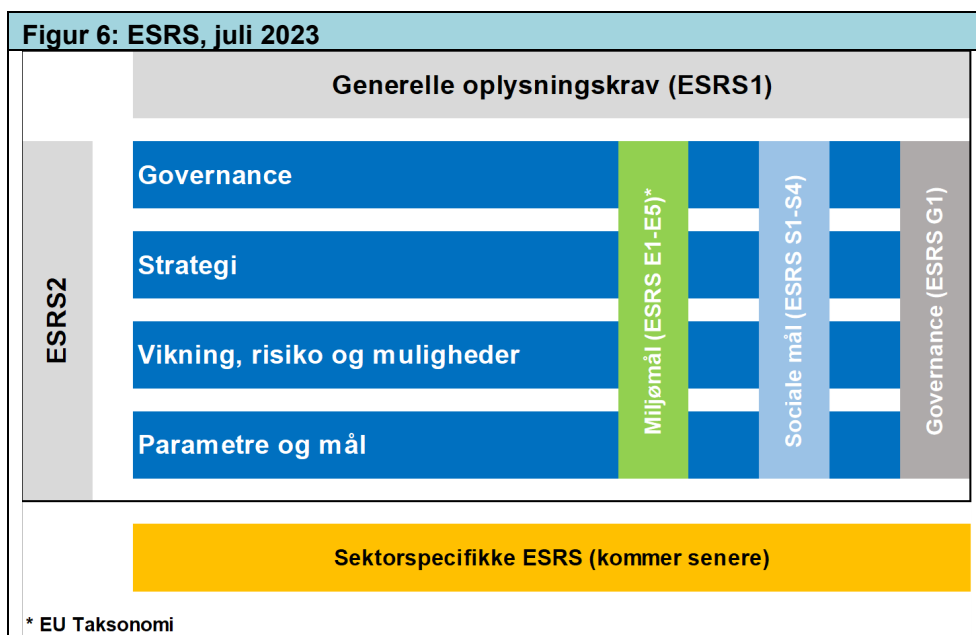 Figur 6: ESRS, juli 2023
Generelle oplysningskrav (ESRS1)
ESRS2
Governance
Strategi
Vikning, risiko og muligheder
Parametre og mål
Miljømål (ESRS E1-E5)*
Sociale mål (ESRS S1-S4)
Governance (ESRS G1)
Sektorspecifikke ESRS (kommer senere)
* EU Taksonomi